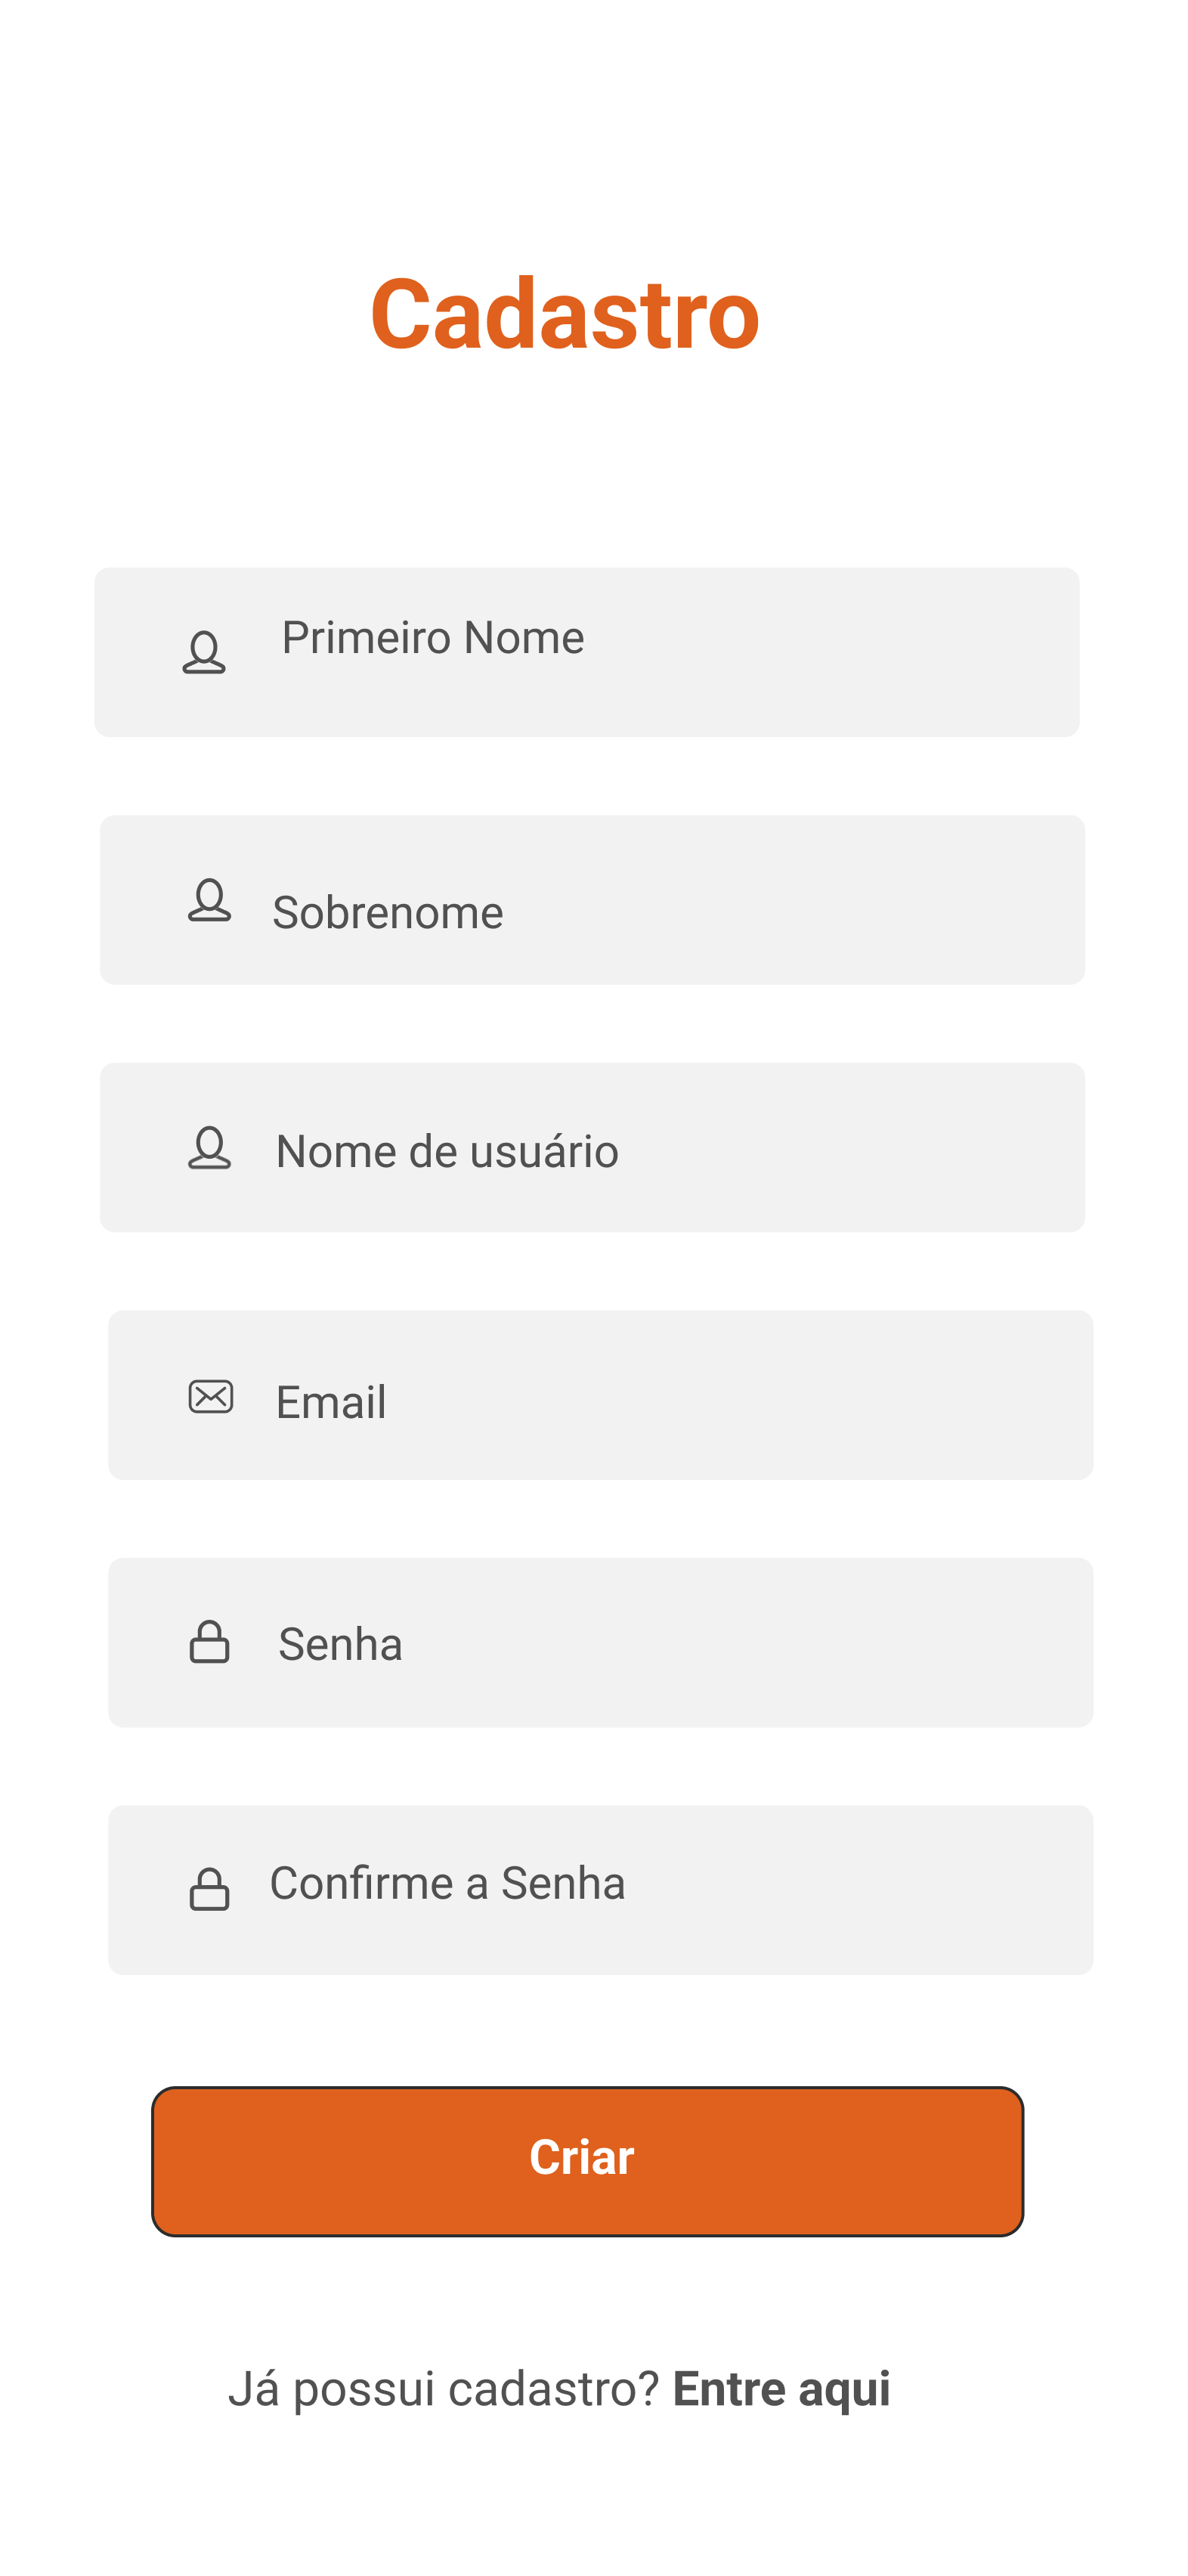 Cadastro
Primeiro Nome
Sobrenome
Nome de usuário
Email
Senha
Confirme a Senha
Criar
Já possui cadastro? Entre aqui